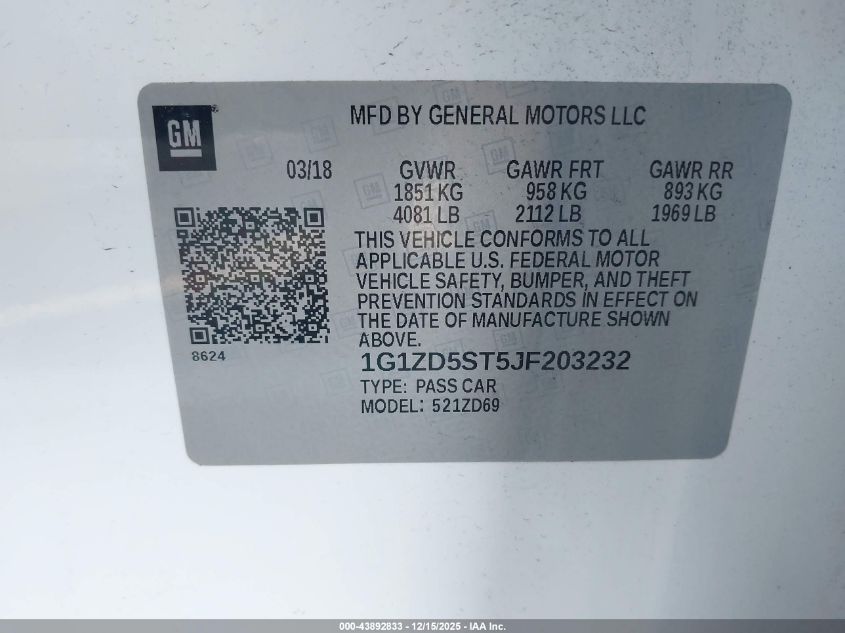 GM
MFD BY GENERAL MOTORS LLC
03/18 GVWR GAWR FRT GAWR RR
1851 KG 958 KG 893 KG
4081 LB 2112 LB 1969 LB
THIS VEHICLE CONFORMS TO ALL
APPLICABLE U.S. FEDERAL MOTOR
VEHICLE SAFETY, BUMPER, AND THEFT
PREVENTION STANDARDS IN EFFECT ON
THE DATE OF MANUFACTURE SHOWN
ABOVE.
8624
1G1ZD5ST5JF203232
TYPE: PASS CAR
MODEL: 521ZD69
000-43892833 - 12/15/2025 - IAA Inc.